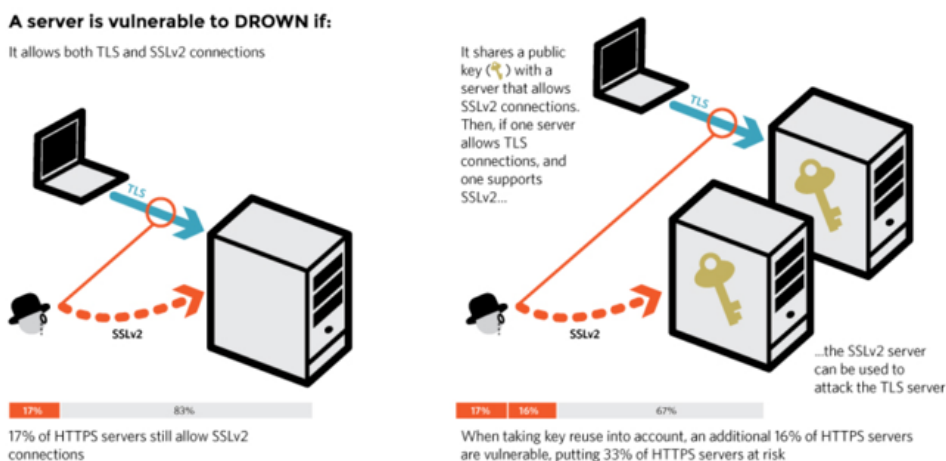 A server is vulnerable to DROWN if:
It allows both TLS and SSLv2 connections
TLS
SSLv2
17%
83%
17% of HTTPS servers still allow SSLv2
connections
It shares a public
key ( ) with a
server that allows
SSLv2 connections.
Then, if one server
allows TLS
connections, and
one supports
SSLv2...
TLS
SSLv2
...the SSLv2 server
can be used to
attack the TLS server
17%
16%
67%
When taking key reuse into account, an additional 16% of HTTPS servers
are vulnerable, putting 33% of HTTPS servers at risk